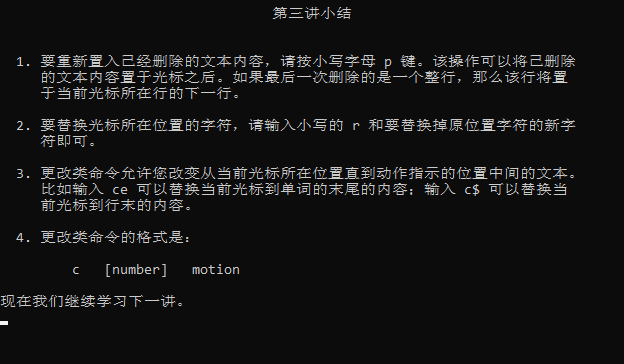 第三讲小结
1. 要重新置入已经删除的文本内容，请按小写字母 p 键。该操作可以将已删除
的文本内容置于光标之后。如果最后一次删除的是一个整行，那么该行将置
于当前光标所在行的下一行。
2. 要替换光标所在位置的字符，请输入小写的 r 和要替换掉原位置字符的新字
符即可。
3. 更改类命令允许您改变从当前光标所在位置直到动作指示的位置中间的文本。
比如输入 ce 可以替换当前光标到单词的末尾的内容；输入 c$ 可以替换当
前光标到行末的内容。
4. 更改类命令的格式是：
c [number] motion
现在我们继续学习下一讲。